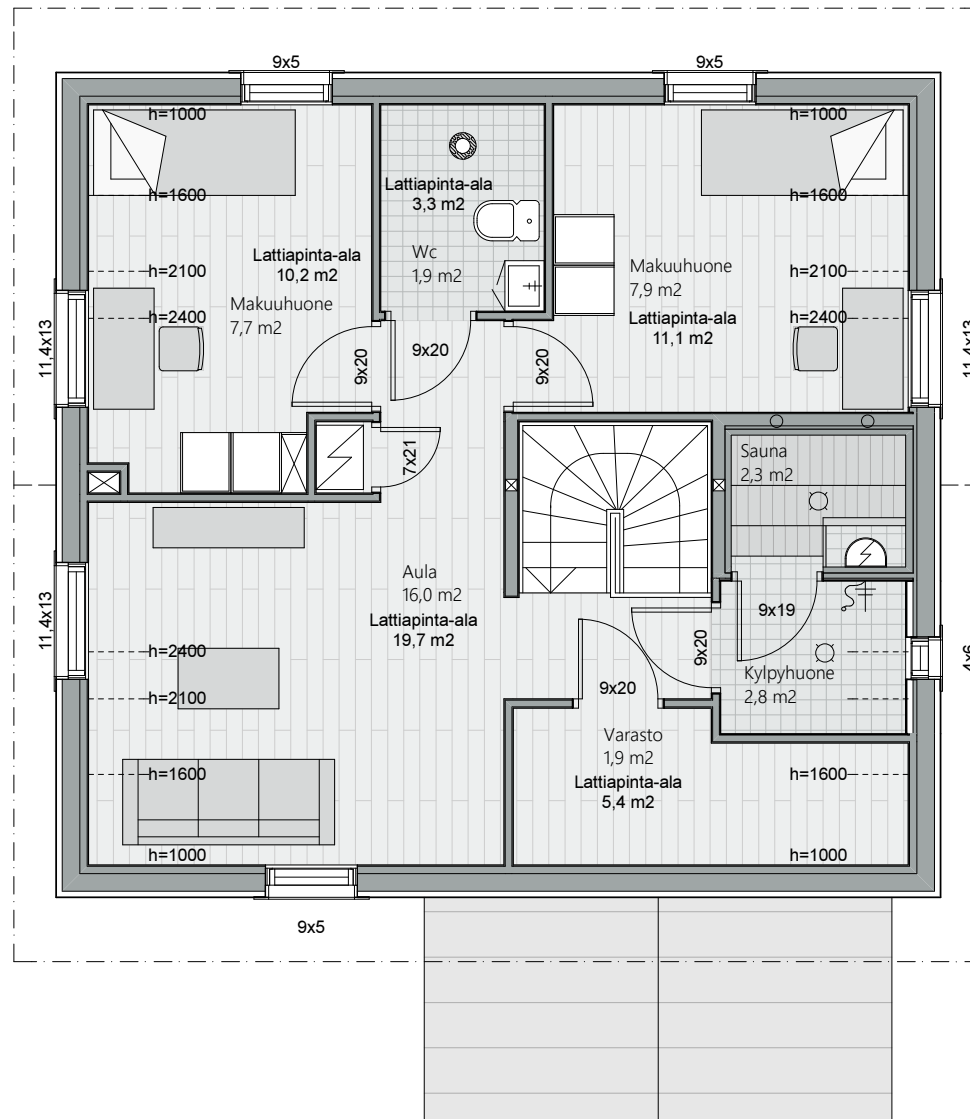 9x5
9x5
h=1000
h=1000
Lattiapinta-ala
3,3 m2
h=1600
h=1600
Lattiapinta-ala
10,2 m2
Wc
1,9 m2
Makuuhuone
7,9 m2
h=2100
h=2100
Makuuhuone
7,7 m2
Lattiapinta-ala
11,1 m2
h=2400
h=2400
11,4x13
11,4x13
9x20
9x20
9x20
7x21
Sauna
2,3 m2
Aula
16,0 m2
Lattiapinta-ala
19,7 m2
11,4x13
9x19
h=2400
9x20
4x6
Kylpyhuone
2,8 m2
h=2100
9x20
Varasto
1,9 m2
Lattiapinta-ala
5,4 m2
h=1600
h=1600
h=1000
h=1000
9x5